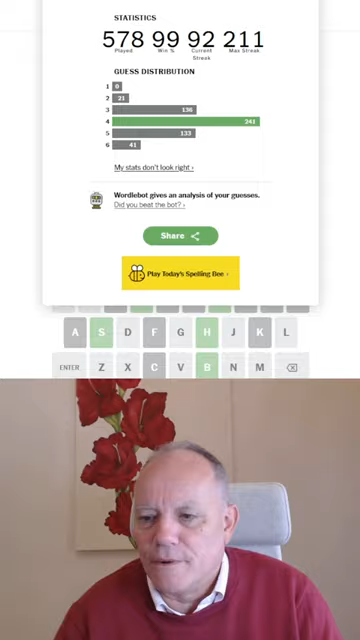 STATISTICS
578 99 92 211
Played Win % Current Streak Max Streak
GUESS DISTRIBUTION
1 0
2 21
3 136
4 241
5 133
6 41
My stats don't look right ›
Wordlebot gives an analysis of your guesses.
Did you beat the bot? ›
Share
Play Today's Spelling Bee ›
A S D F G H J K L
ENTER Z X C V B N M